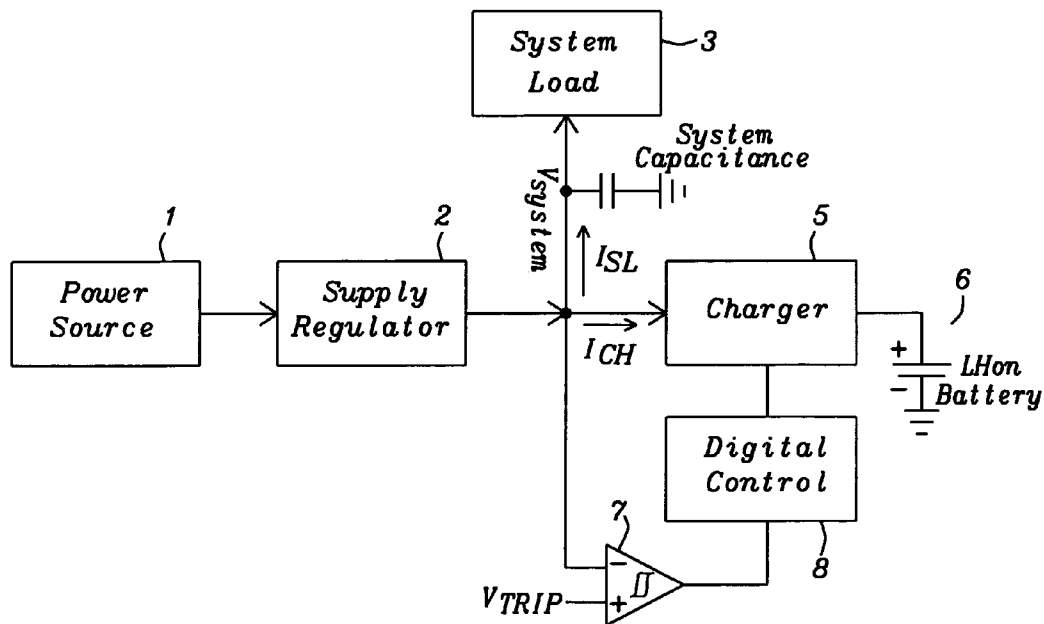 System
Load
3
System
Capacitance
Vsystem
1
2
5
6
Power
Source
Supply
Regulator
ISL
ICH
Charger
+
-
LHon
Battery
Digital
Control
7
8
-
+
VTRIP